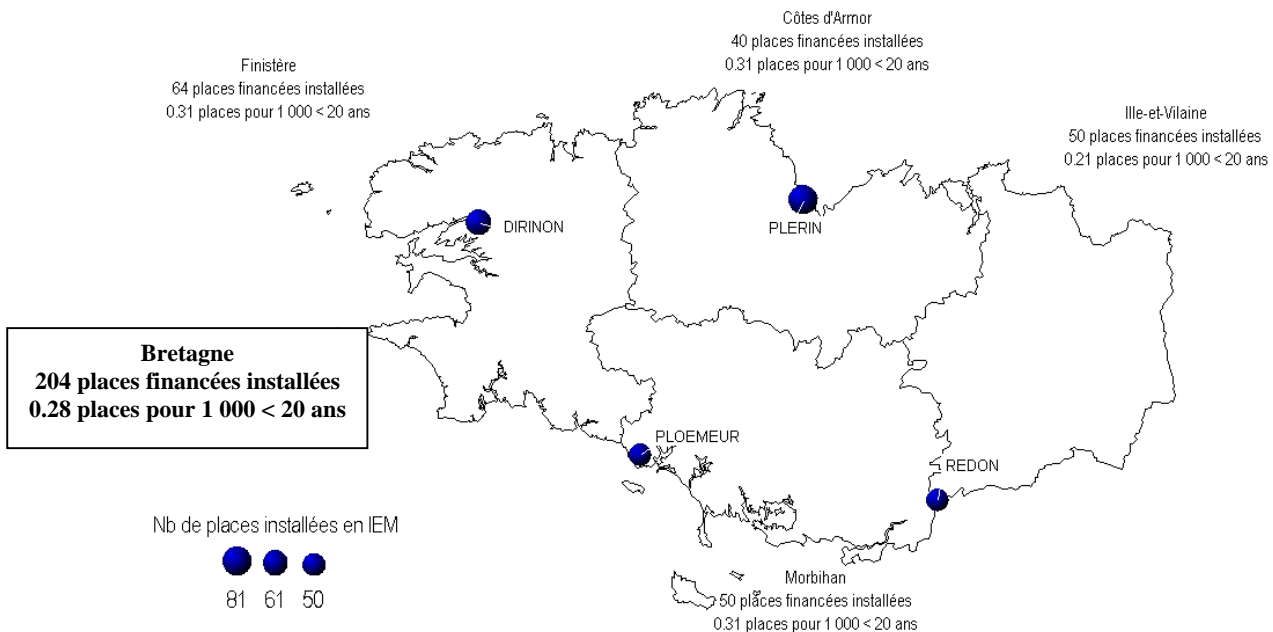 Côtes d'Armor
40 places financées installées
0.31 places pour 1 000 < 20 ans
Finistère
64 places financées installées
0.31 places pour 1 000 < 20 ans
Ille-et-Vilaine
50 places financées installées
0.21 places pour 1 000 < 20 ans
DIRINON
PLERIN
Bretagne
204 places financées installées
0.28 places pour 1 000 < 20 ans
PLOEMEUR
REDON
Nb de places installées en IEM
81 61 50
Morbihan
50 places financées installées
0.31 places pour 1 000 < 20 ans